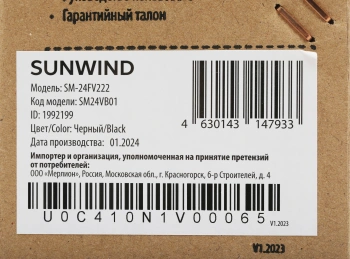 • Гарантийный талон
SUNWIND
Модель: SM-24FV222
Код модели: SM24VB01
ID: 1992199
Цвет/Color: Черный/Black
Дата производства: 01.2024
4 630143 147933
Импортер и организация, уполномоченная на принятие претензий
от потребителей:
ООО «Мерлион», Россия, Московская обл., г. Красногорск, б-р Строителей, д. 4
U0C410N1V00065
V1.2023
V1.2023